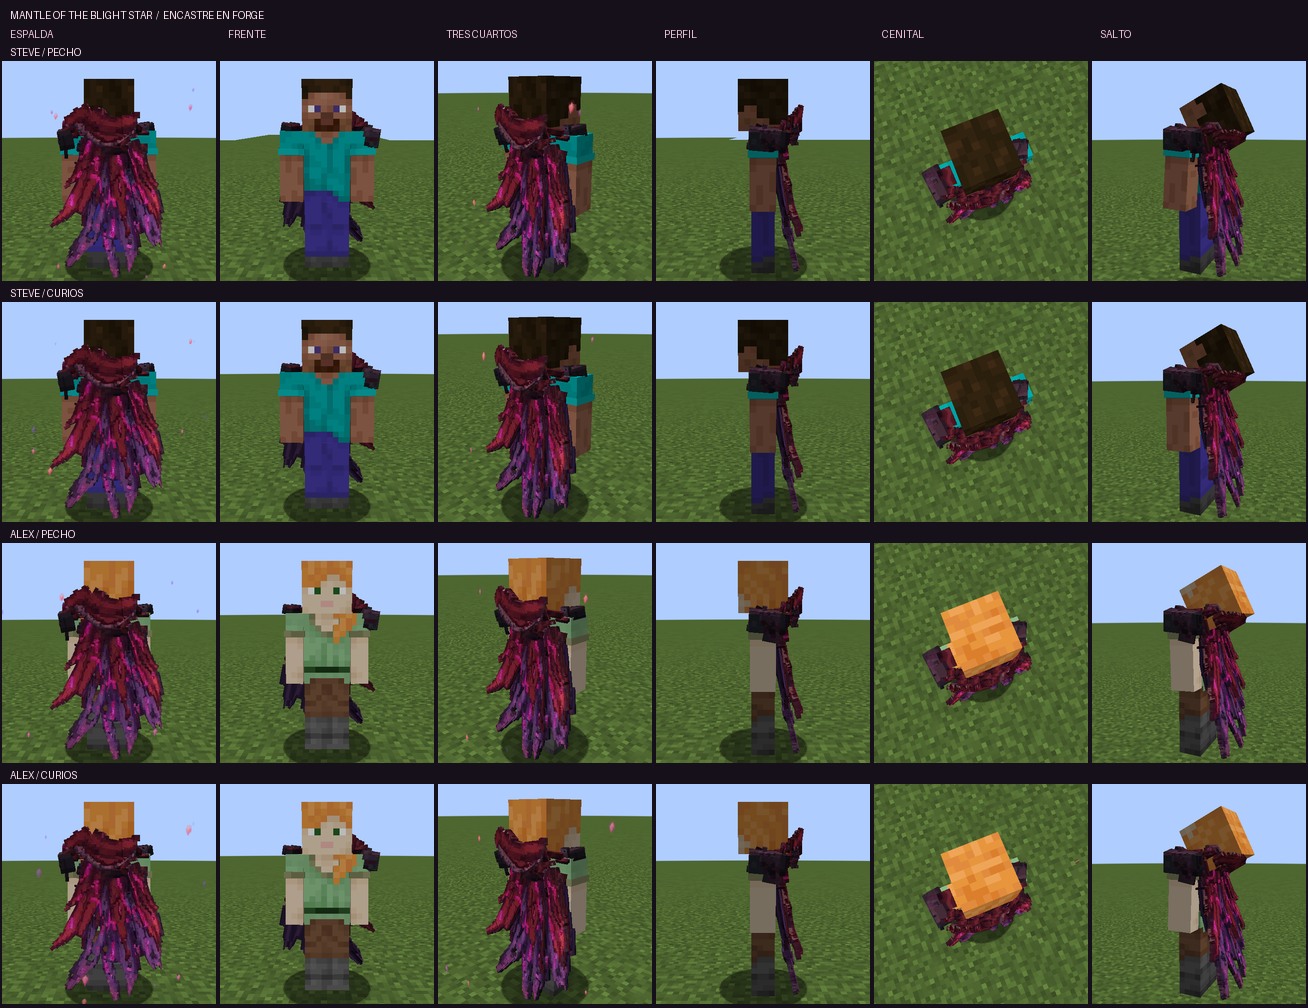 MANTLE OF THE BLIGHT STAR / ENCASTRE EN FORGE
ESPALDA FRENTE TRES CUARTOS PERFIL CENITAL SALTO
STEVE / PECHO
STEVE / CURIOS
ALEX / PECHO
ALEX / CURIOS